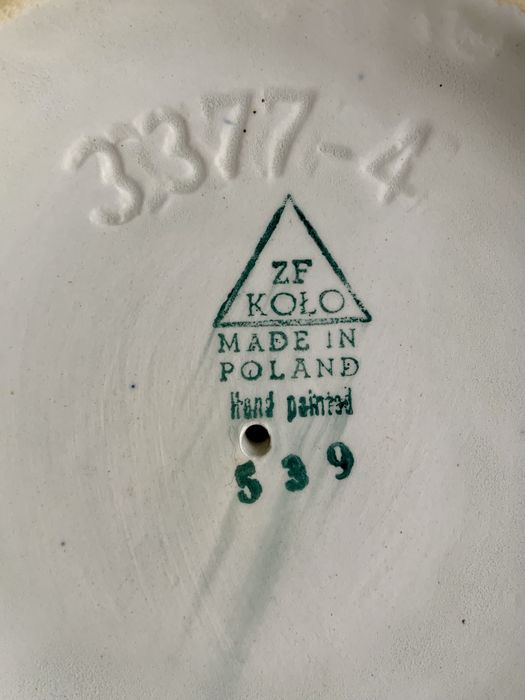 3377-4
ZF
KOŁO
MADE IN
POLAND
Hand painted
539